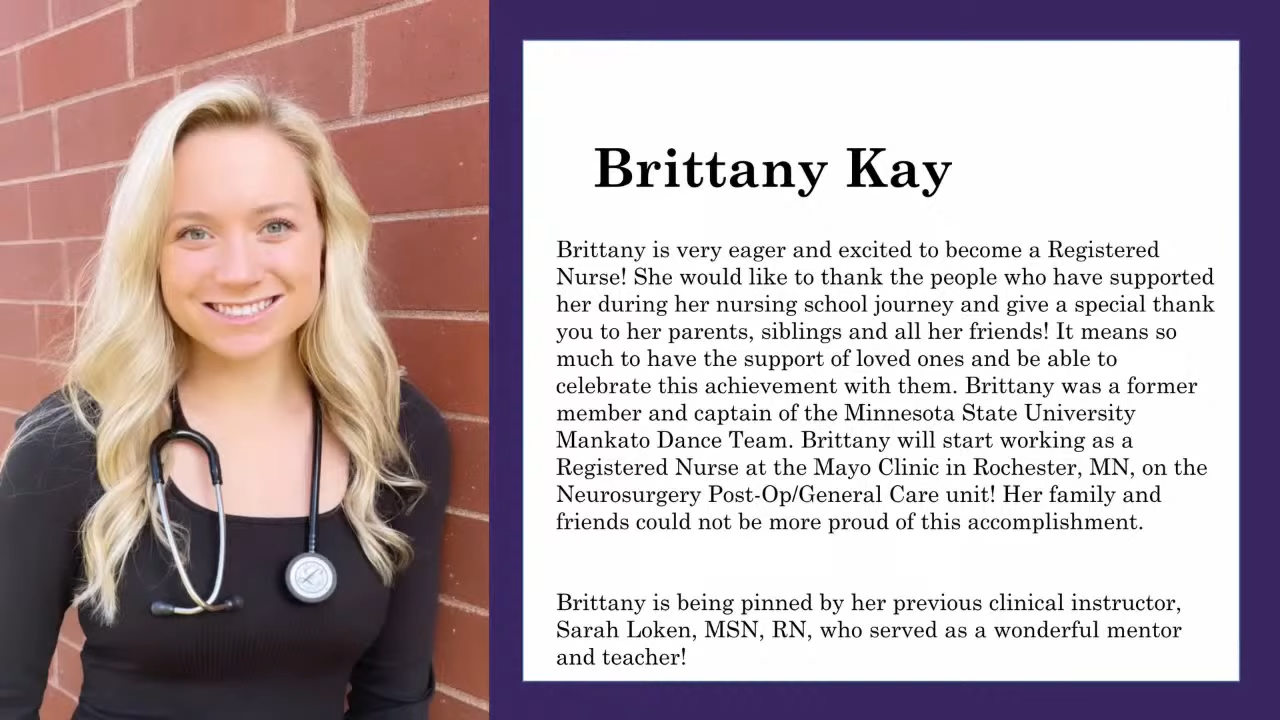 Brittany Kay
Brittany is very eager and excited to become a Registered
Nurse! She would like to thank the people who have supported
her during her nursing school journey and give a special thank
you to her parents, siblings and all her friends! It means so
much to have the support of loved ones and be able to
celebrate this achievement with them. Brittany was a former
member and captain of the Minnesota State University
Mankato Dance Team. Brittany will start working as a
Registered Nurse at the Mayo Clinic in Rochester, MN, on the
Neurosurgery Post-Op/General Care unit! Her family and
friends could not be more proud of this accomplishment.
Brittany is being pinned by her previous clinical instructor,
Sarah Loken, MSN, RN, who served as a wonderful mentor
and teacher!